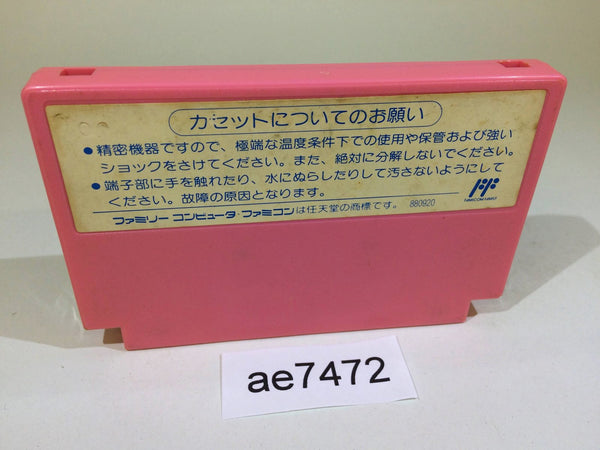 カセットについてのお願い
●精密機器ですので、極端な温度条件下での使用や保管および強い
ショックをさけてください。また、絶対に分解しないでください。
●端子部に手を触れたり、水にぬらしたりして汚さないようにして
ください。故障の原因となります。
ファミリー コンピュータ・ファミコンは任天堂の商標です。 880920
FAMICOM FAMILY
ae7472